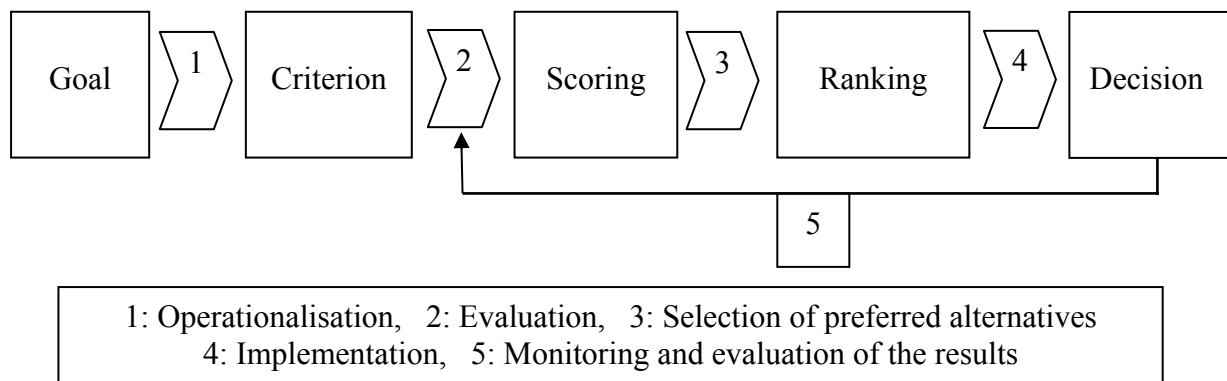 Goal
1
Criterion
2
Scoring
3
Ranking
4
Decision
5
1: Operationalisation, 2: Evaluation, 3: Selection of preferred alternatives
4: Implementation, 5: Monitoring and evaluation of the results